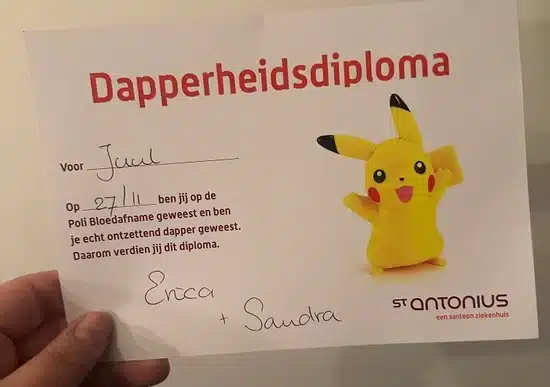 Dapperheidsdiploma
Voor Juul
Op 27/11 ben jij op de
Poli Bloedafname geweest en ben
je echt ontzettend dapper geweest.
Daarom verdien jij dit diploma.
Erica
+ Sandra
ST ANTONIUS
een santeon ziekenhuis